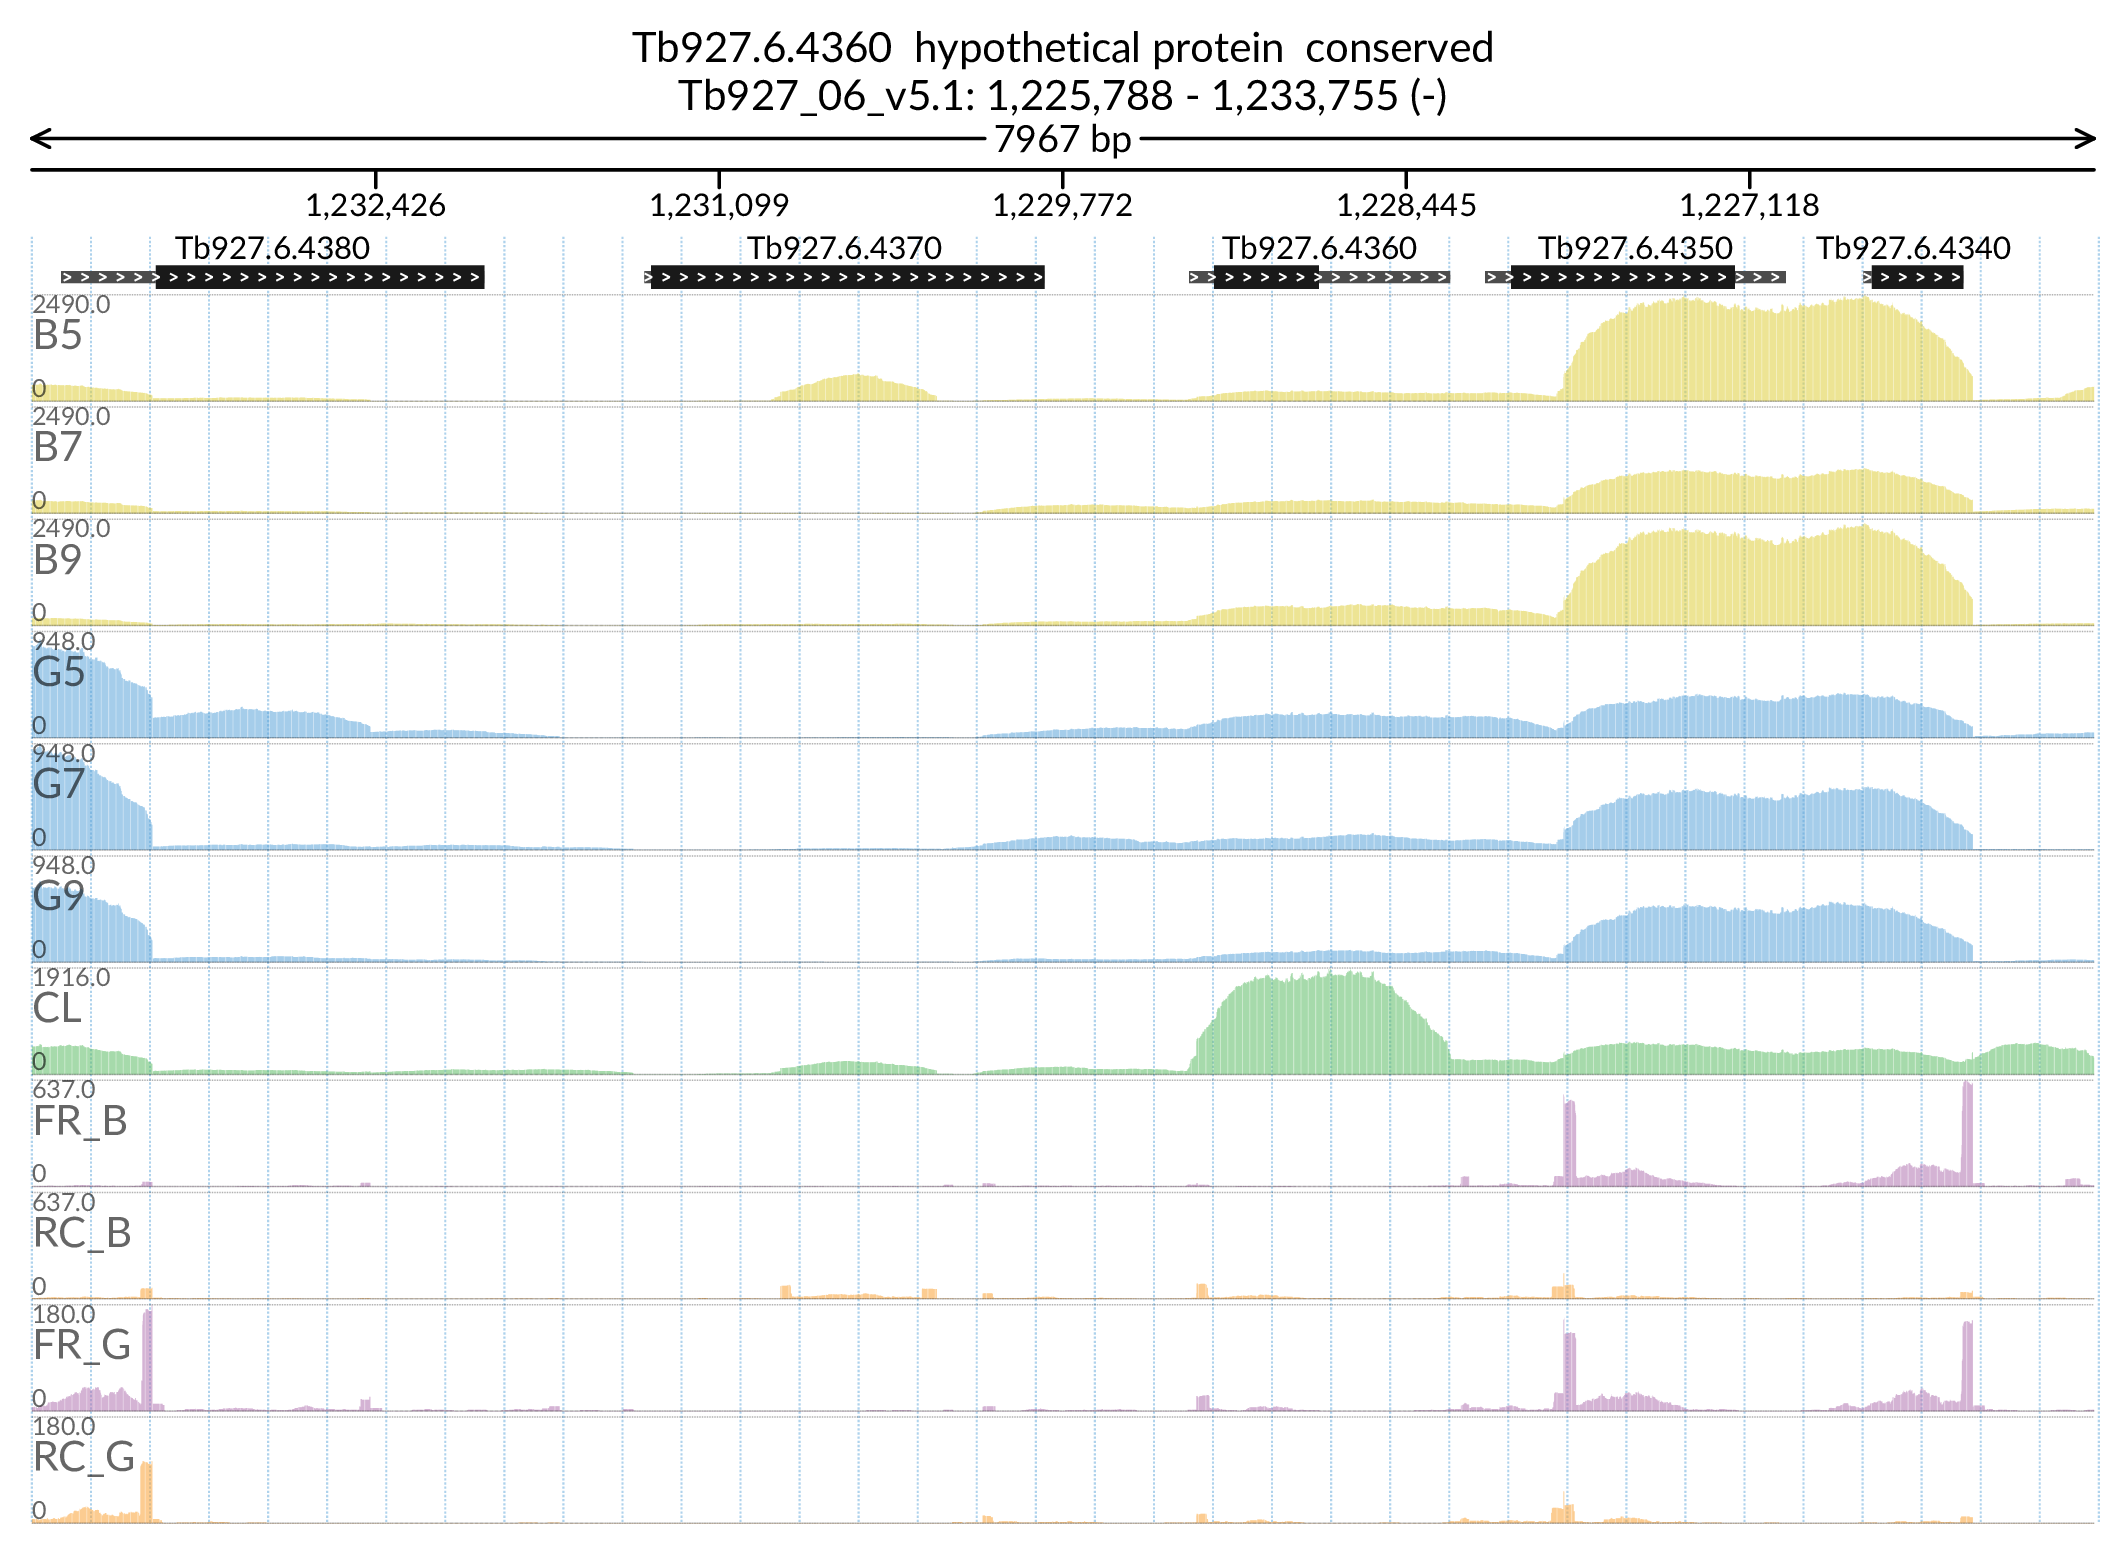 Tb927.6.4360  hypothetical protein  conserved
Tb927_06_v5.1: 1,225,788 - 1,233,755 (-)
7967 bp
1,232,426 1,231,099 1,229,772 1,228,445 1,227,118
Tb927.6.4380 Tb927.6.4370 Tb927.6.4360 Tb927.6.4350 Tb927.6.4340
2490.0
B5
0
2490.0
B7
0
2490.0
B9
0
948.0
G5
0
948.0
G7
0
948.0
G9
0
1916.0
CL
0
637.0
FR_B
0
637.0
RC_B
0
180.0
FR_G
0
180.0
RC_G
0